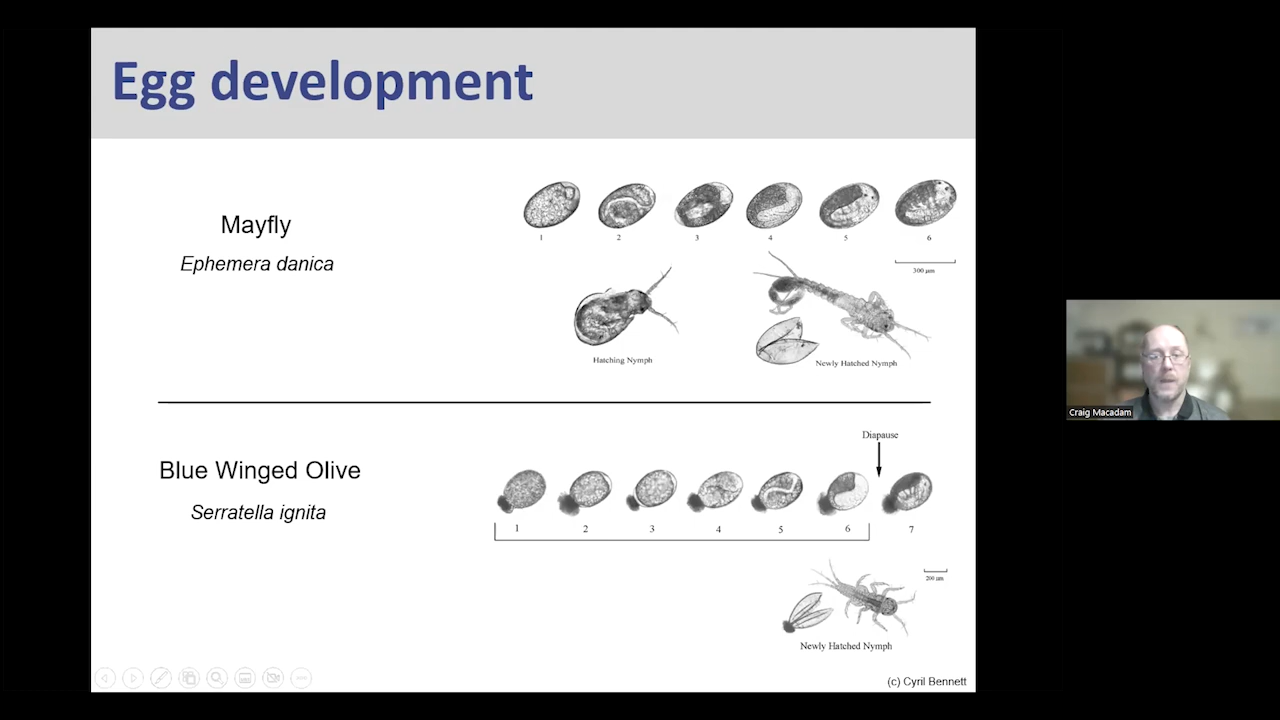 Egg development
Mayfly
Ephemera danica
1 2 3 4 5 6
300 µm
Hatching Nymph
Newly Hatched Nymph
Craig Macadam
Diapause
Blue Winged Olive
Serratella ignita
1 2 3 4 5 6 7
200 µm
Newly Hatched Nymph
(c) Cyril Bennett